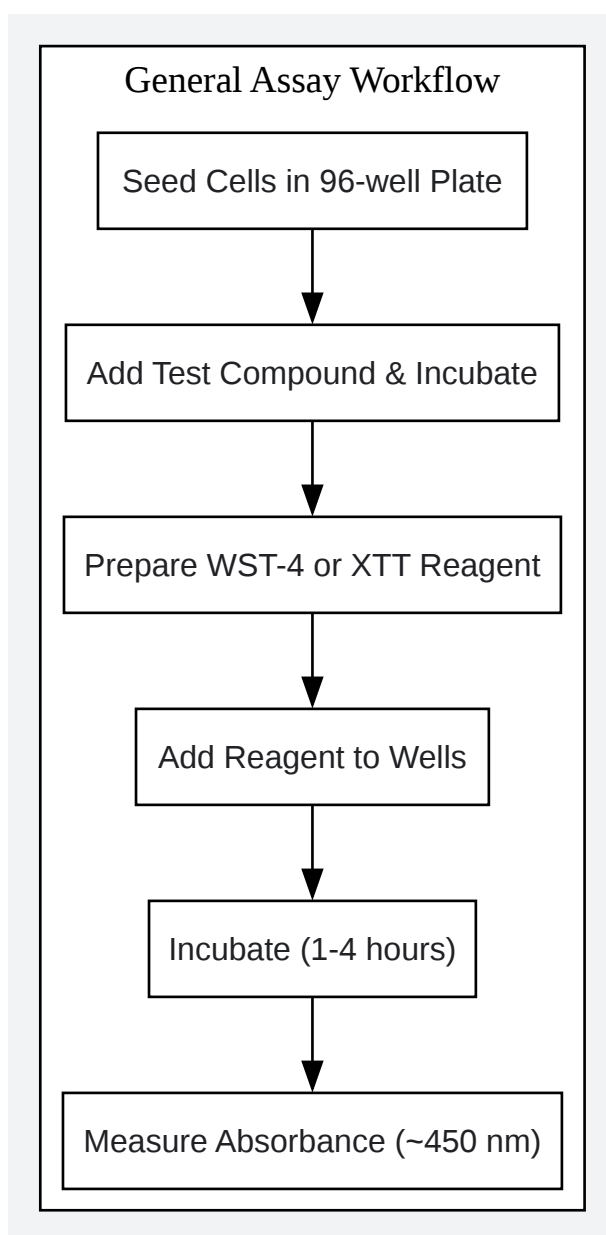 General Assay Workflow
Seed Cells in 96-well Plate
Add Test Compound & Incubate
Prepare WST-4 or XTT Reagent
Add Reagent to Wells
Incubate (1-4 hours)
Measure Absorbance (~450 nm)